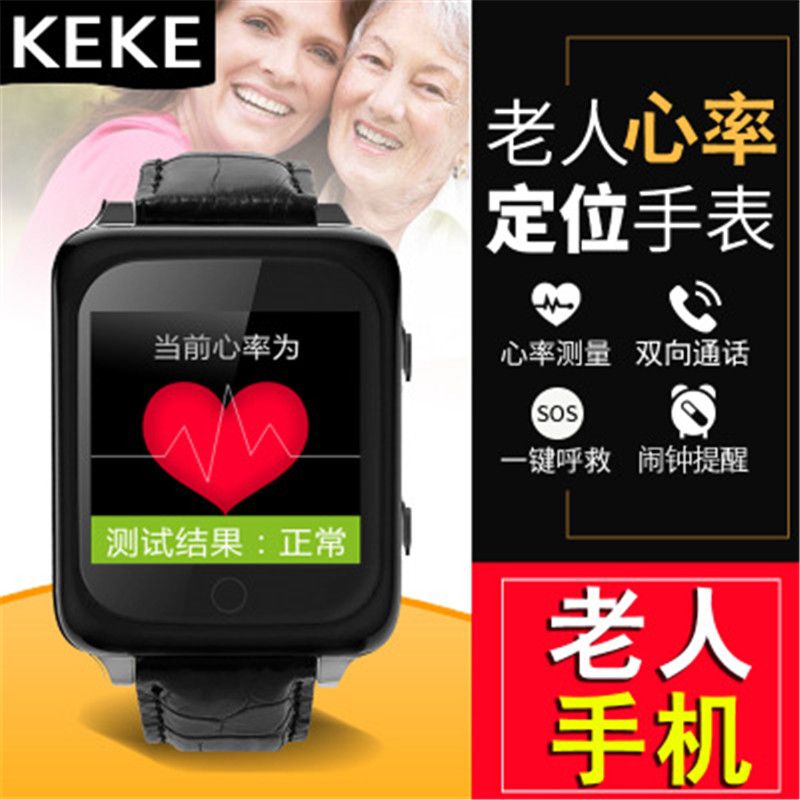 KEKE
老人心率
定位手表
心率测量
双向通话
SOS
一键呼救
闹钟提醒
当前心率为
测试结果：正常
老人
手机